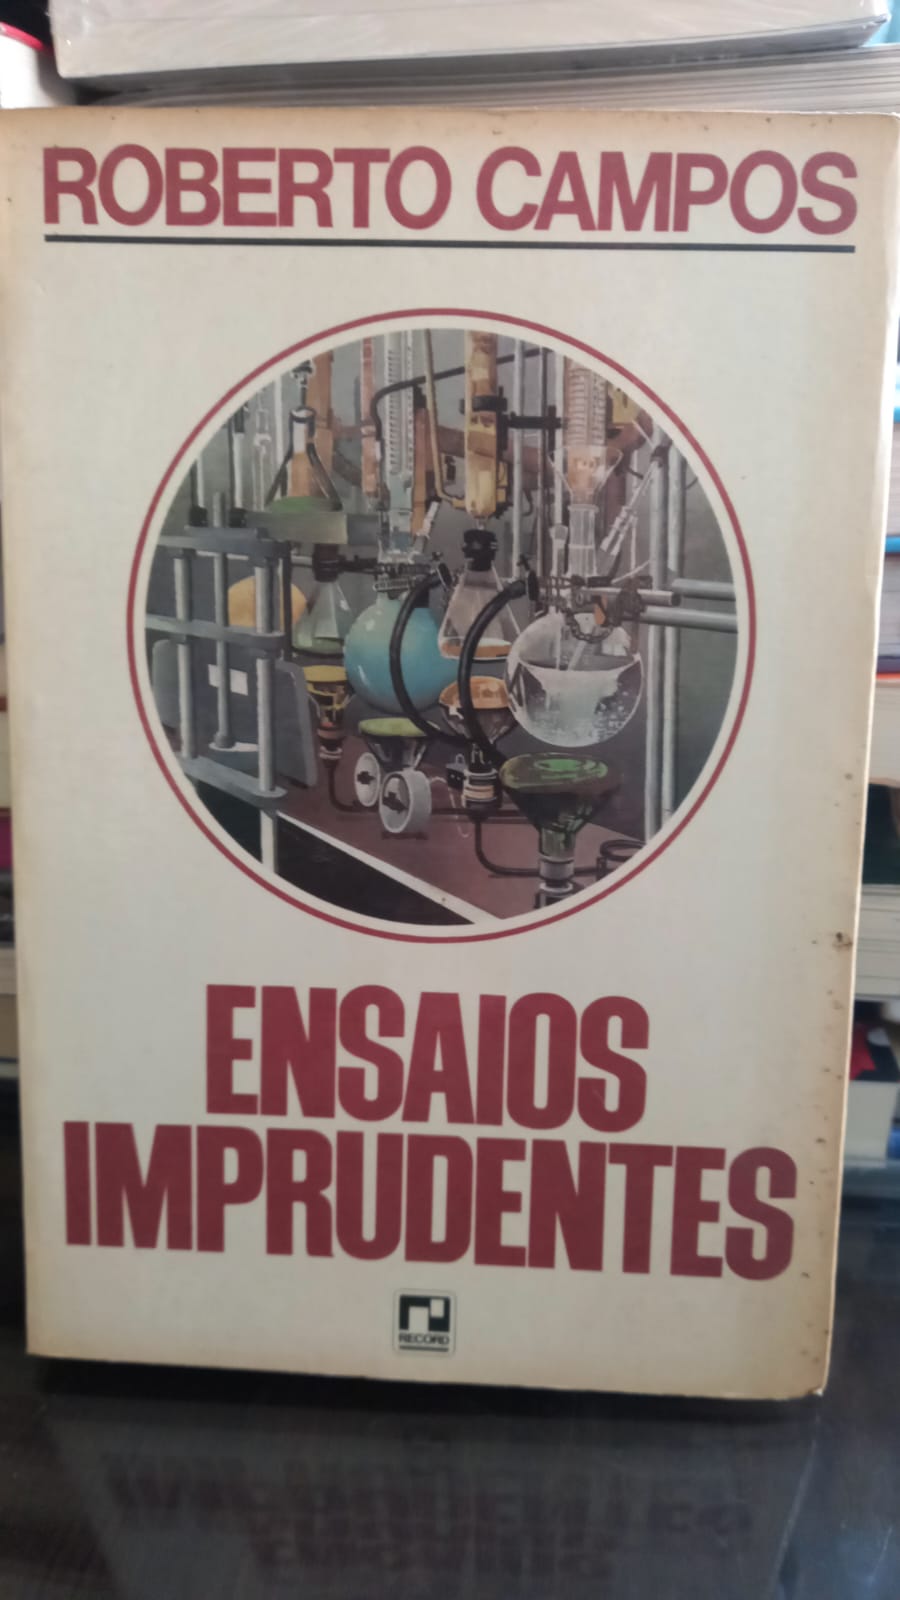 ROBERTO CAMPOS
ENSAIOS
IMPRUDENTES
RECORD